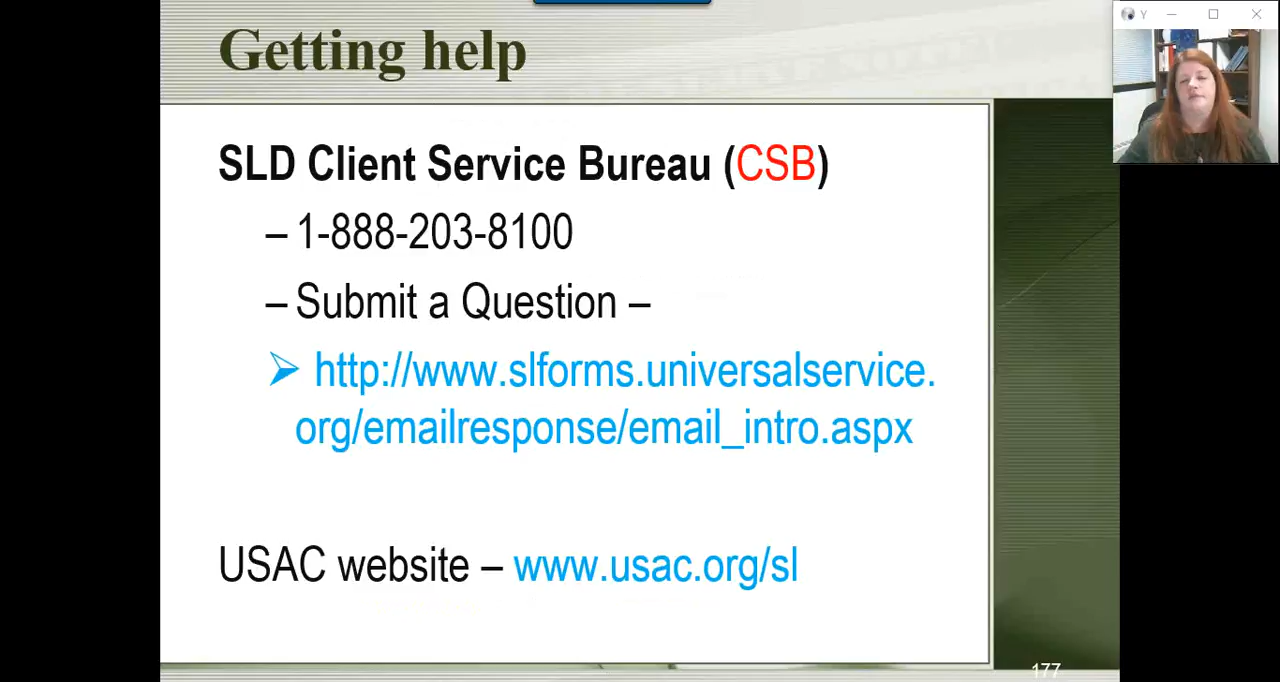 Getting help
Y
SLD Client Service Bureau (CSB)
– 1-888-203-8100
– Submit a Question –
http://www.slforms.universalservice.
org/emailresponse/email_intro.aspx
USAC website – www.usac.org/sl
177